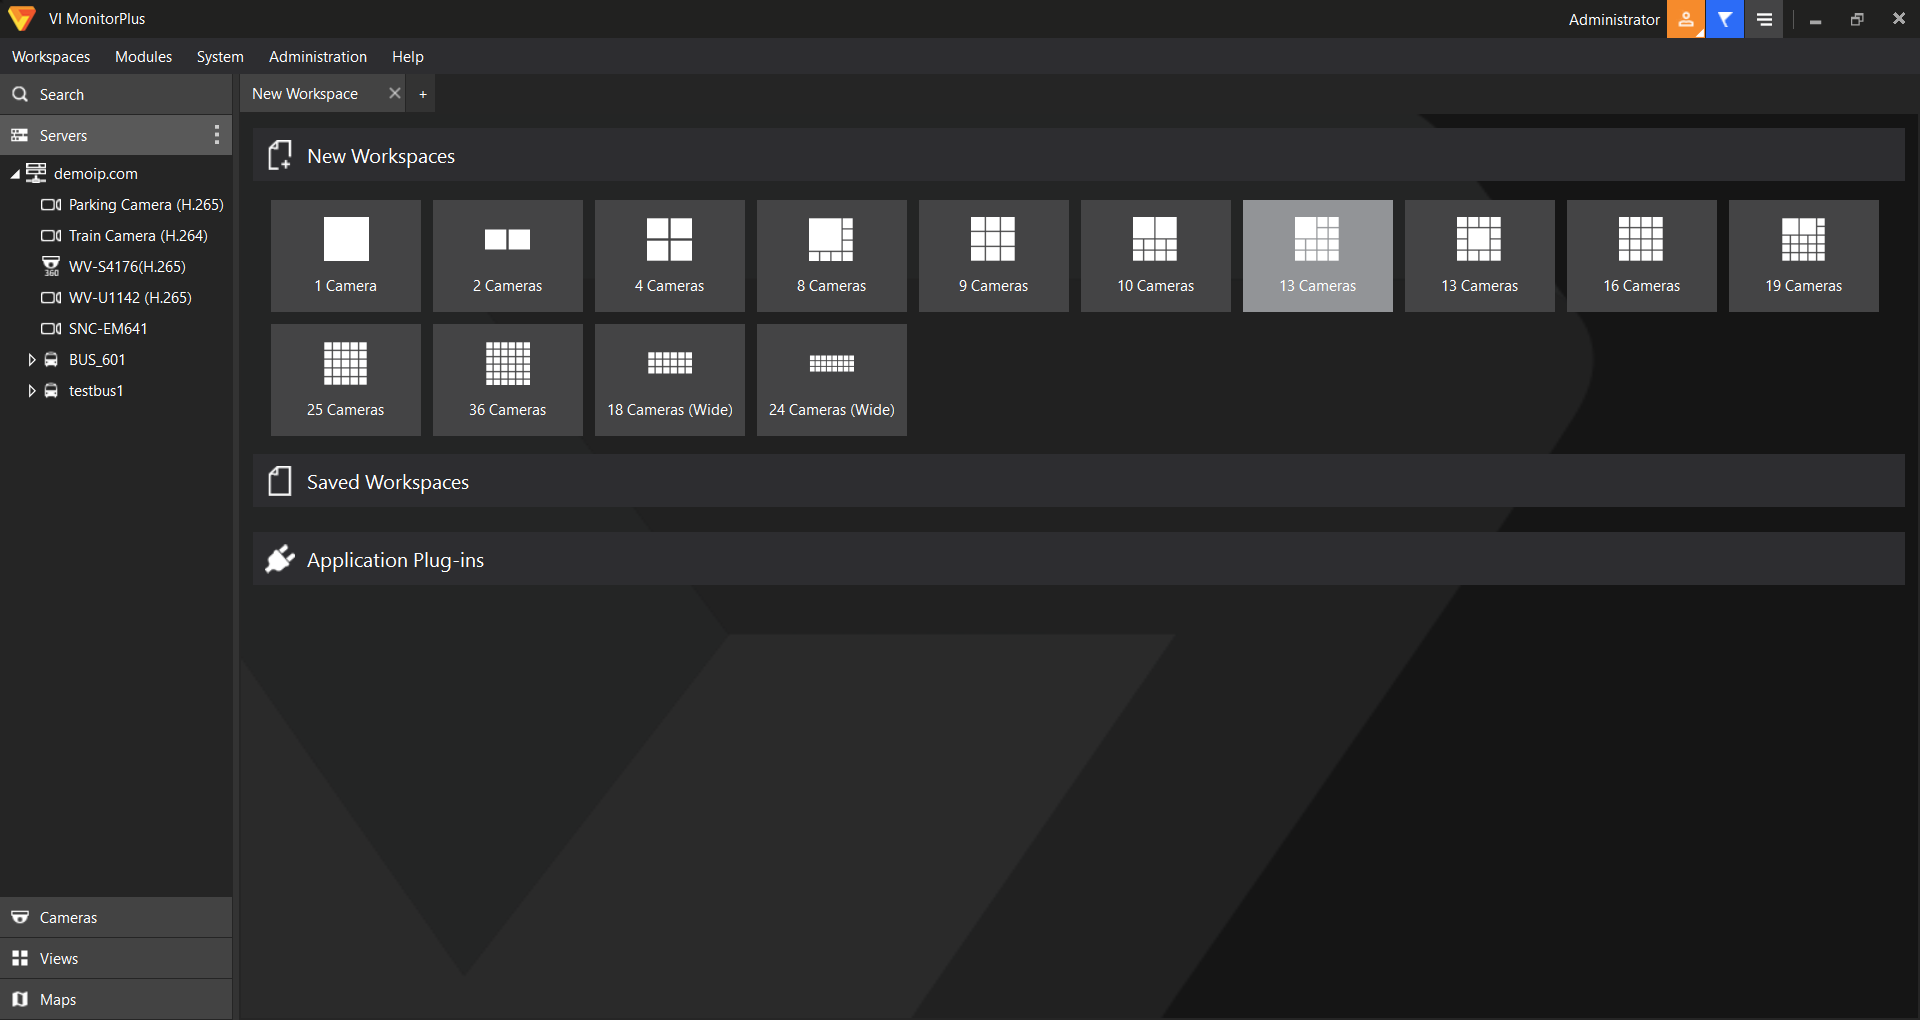 VI MonitorPlus
Administrator
Workspaces Modules System Administration Help
Search
Servers
demoip.com
Parking Camera (H.265)
Train Camera (H.264)
360
WV-S4176(H.265)
WV-U1142 (H.265)
SNC-EM641
BUS_601
testbus1
Cameras
Views
Maps
New Workspace
+
New Workspaces
1 Camera
2 Cameras
4 Cameras
8 Cameras
9 Cameras
10 Cameras
13 Cameras
13 Cameras
16 Cameras
19 Cameras
25 Cameras
36 Cameras
18 Cameras (Wide)
24 Cameras (Wide)
Saved Workspaces
Application Plug-ins